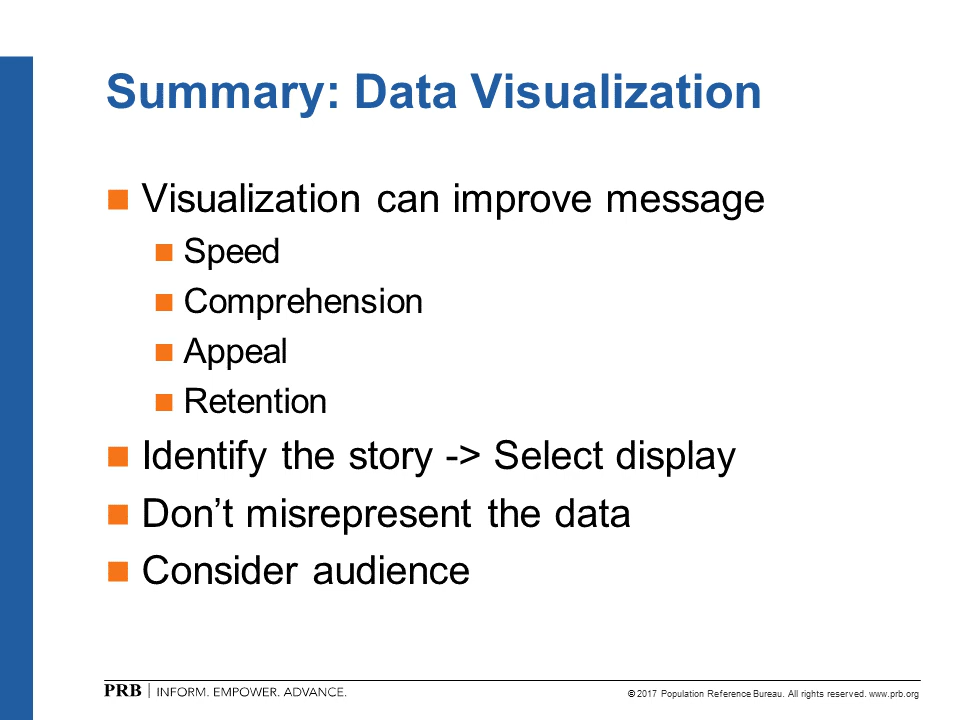 Summary: Data Visualization
Visualization can improve message
Speed
Comprehension
Appeal
Retention
Identify the story -> Select display
Don’t misrepresent the data
Consider audience
PRB | INFORM. EMPOWER. ADVANCE.
© 2017 Population Reference Bureau. All rights reserved. www.prb.org